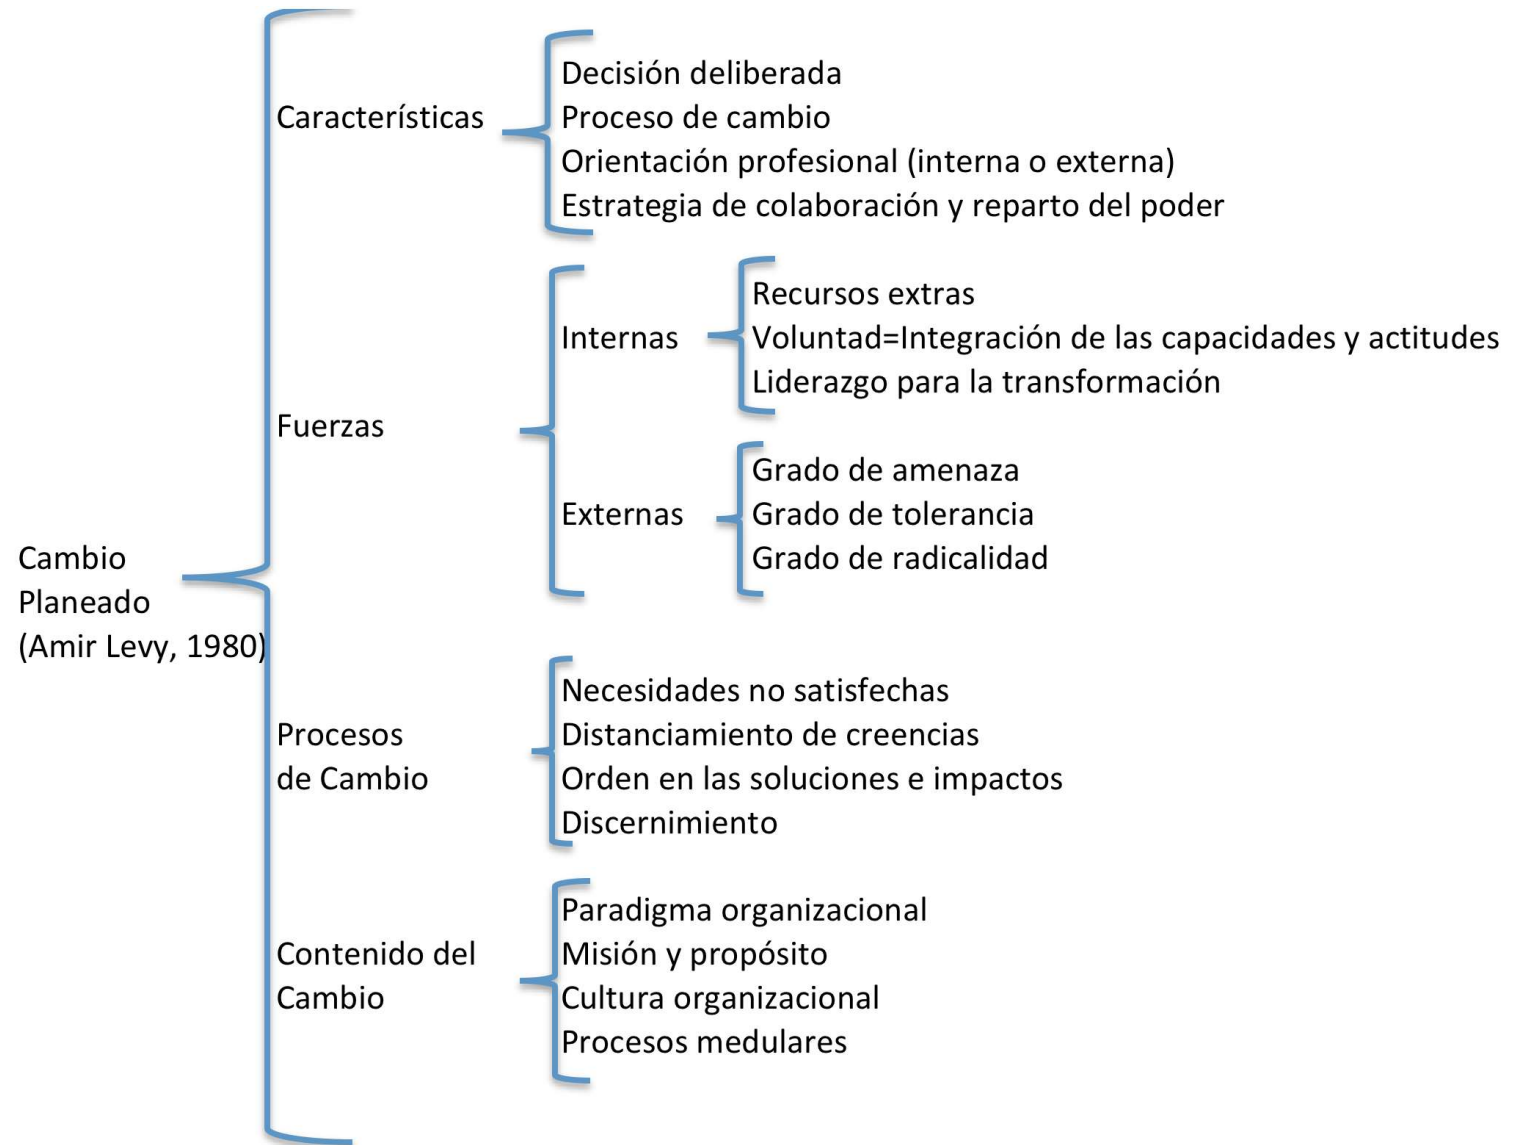 Cambio
Planeado
(Amir Levy, 1980)
Características
Decisión deliberada
Proceso de cambio
Orientación profesional (interna o externa)
Estrategia de colaboración y reparto del poder
Fuerzas
Internas
Recursos extras
Voluntad=Integración de las capacidades y actitudes
Liderazgo para la transformación
Externas
Grado de amenaza
Grado de tolerancia
Grado de radicalidad
Procesos
de Cambio
Necesidades no satisfechas
Distanciamiento de creencias
Orden en las soluciones e impactos
Discernimiento
Contenido del
Cambio
Paradigma organizacional
Misión y propósito
Cultura organizacional
Procesos medulares